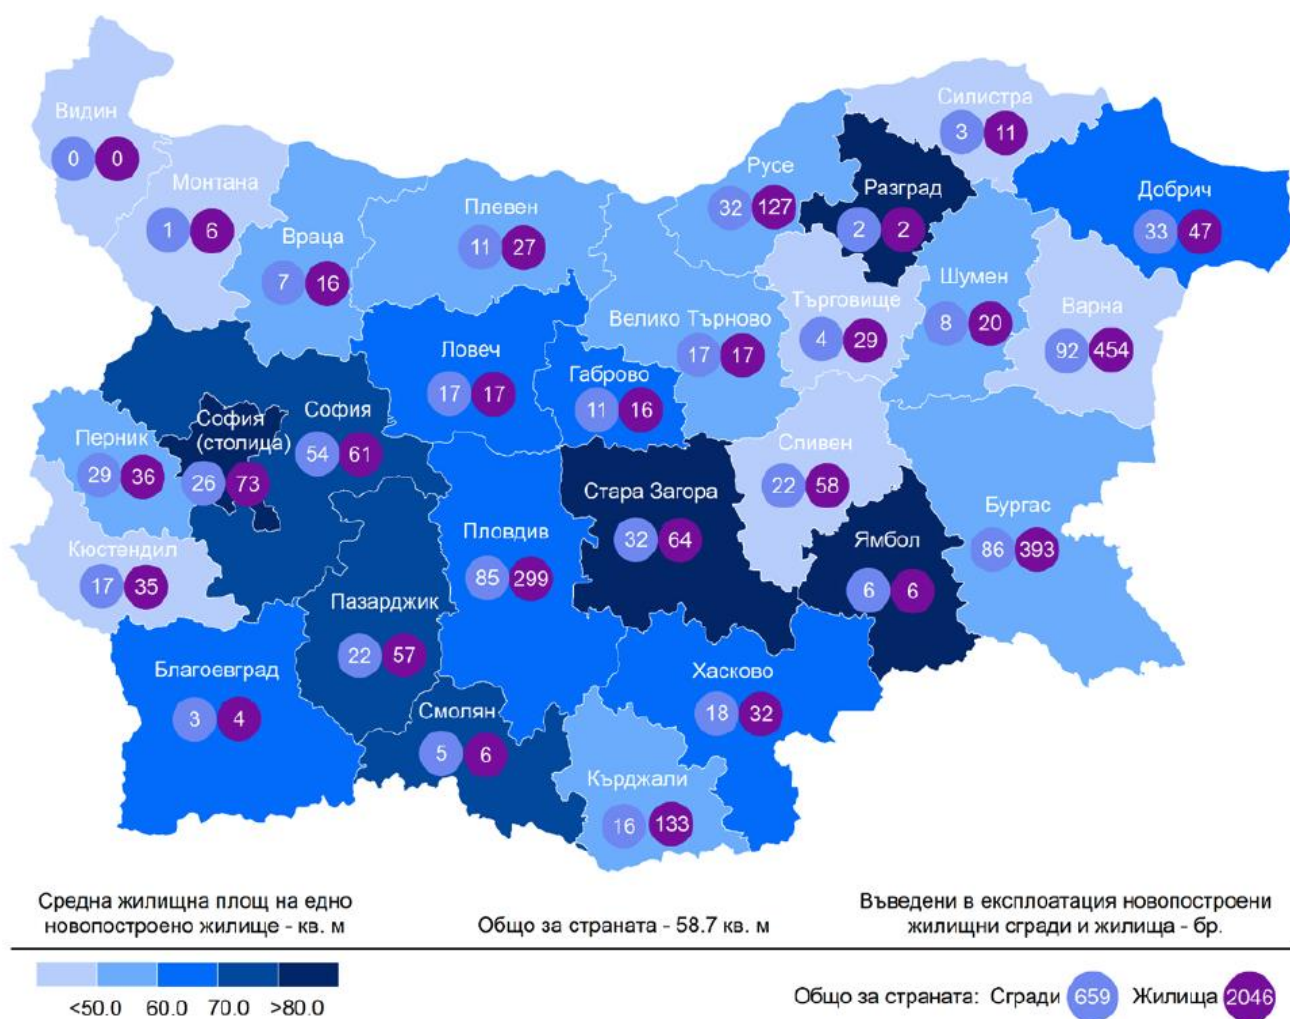 Видин
0 0
Монтана
1 6
Враца
7 16
Плевен
11 27
Русе
32 127
Силистра
3 11
Разград
2 2
Добрич
33 47
Шумен
8 20
Търговище
4 29
Варна
92 454
Велико Търново
17 17
Ловеч
17 17
Габрово
11 16
София
(столица)
26 73
София
54 61
Перник
29 36
Кюстендил
17 35
Сливен
22 58
Стара Загора
32 64
Ямбол
6 6
Бургас
86 393
Пловдив
85 299
Пазарджик
22 57
Благоевград
3 4
Смолян
5 6
Хасково
18 32
Кърджали
16 133
Средна жилищна площ на едно
новопостроено жилище - кв. м
Общо за страната - 58.7 кв. м
Въведени в експлоатация новопостроени
жилищни сгради и жилища - бр.
<50.0 60.0 70.0 >80.0
Общо за страната: Сгради 659 Жилища 2046